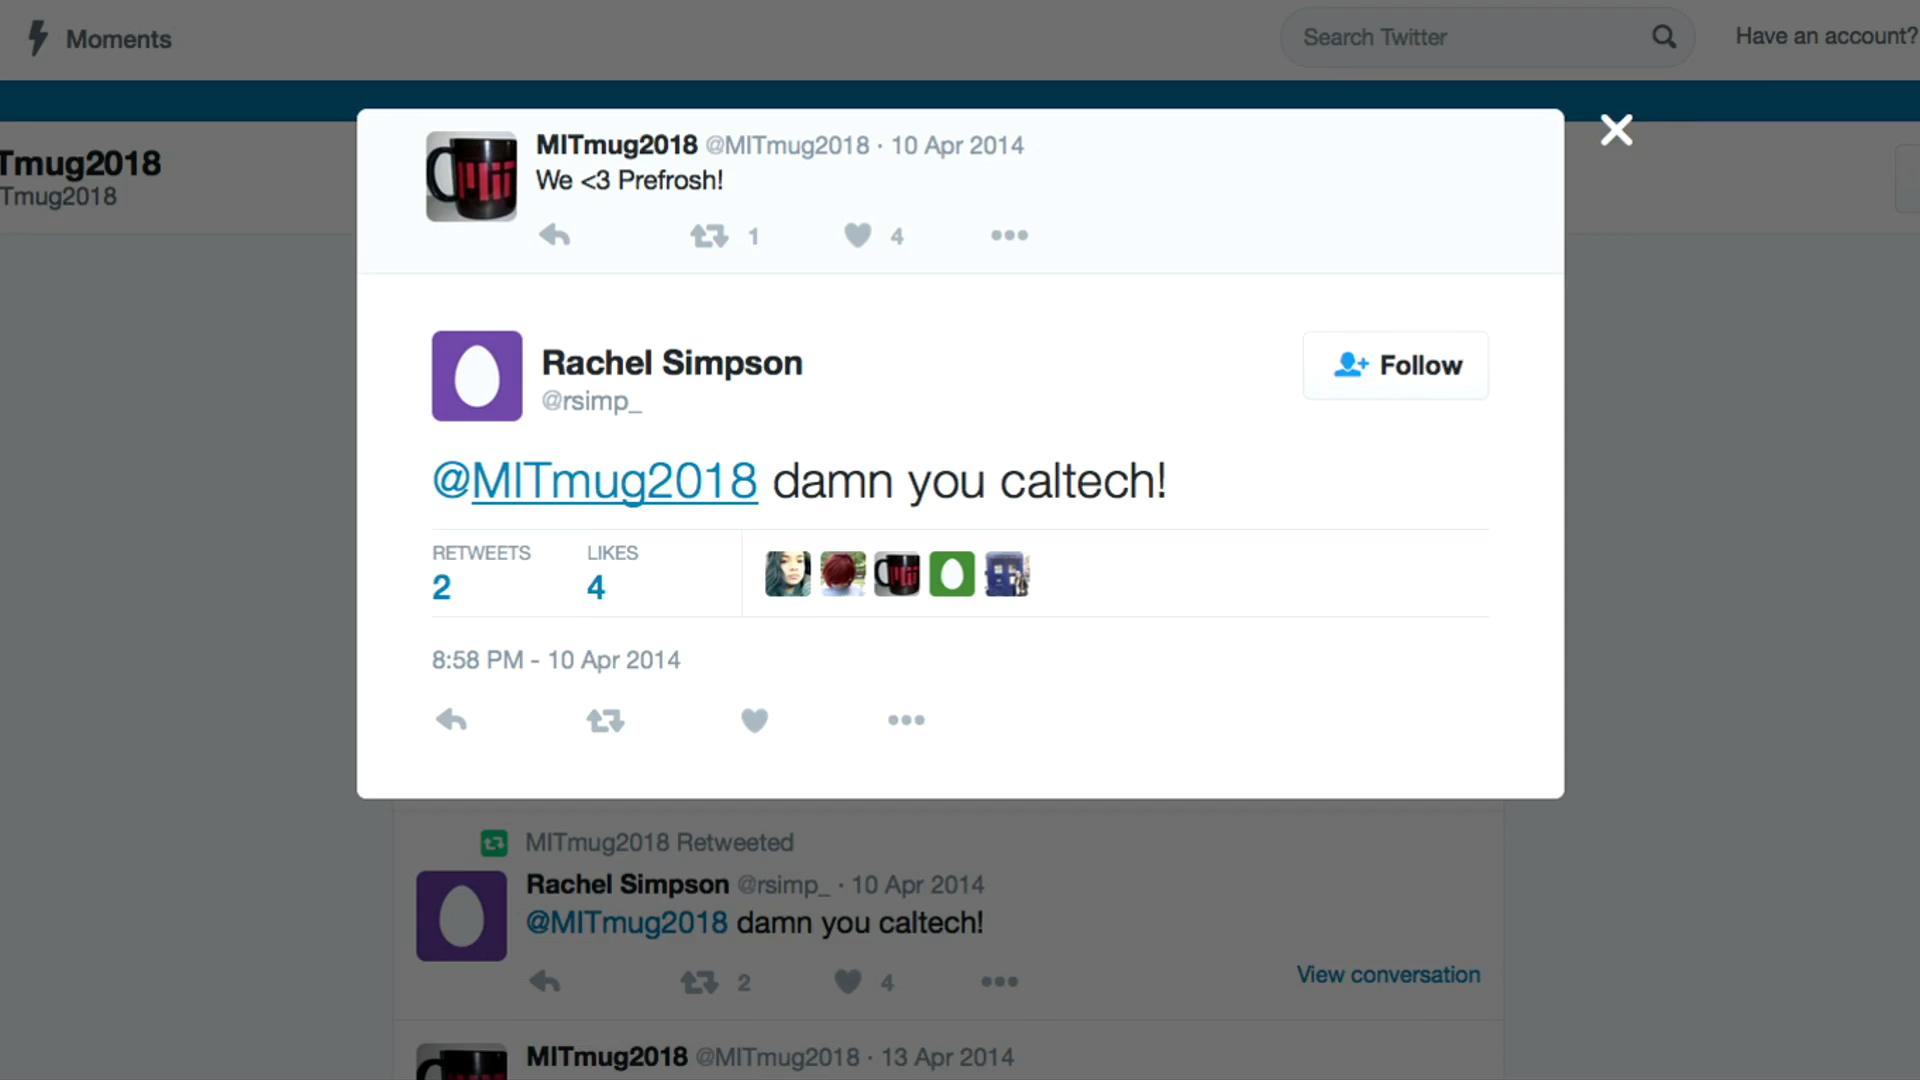 Moments
Search Twitter
Have an account?
Tmug2018
Tmug2018
MITmug2018 @MITmug2018 · 10 Apr 2014
We <3 Prefrosh!
1
4
Rachel Simpson
@rsimp_
Follow
@MITmug2018 damn you caltech!
RETWEETS
2
LIKES
4
8:58 PM - 10 Apr 2014
MITmug2018 Retweeted
Rachel Simpson @rsimp_ · 10 Apr 2014
@MITmug2018 damn you caltech!
2
4
View conversation
MITmug2018 @MITmug2018 · 13 Apr 2014